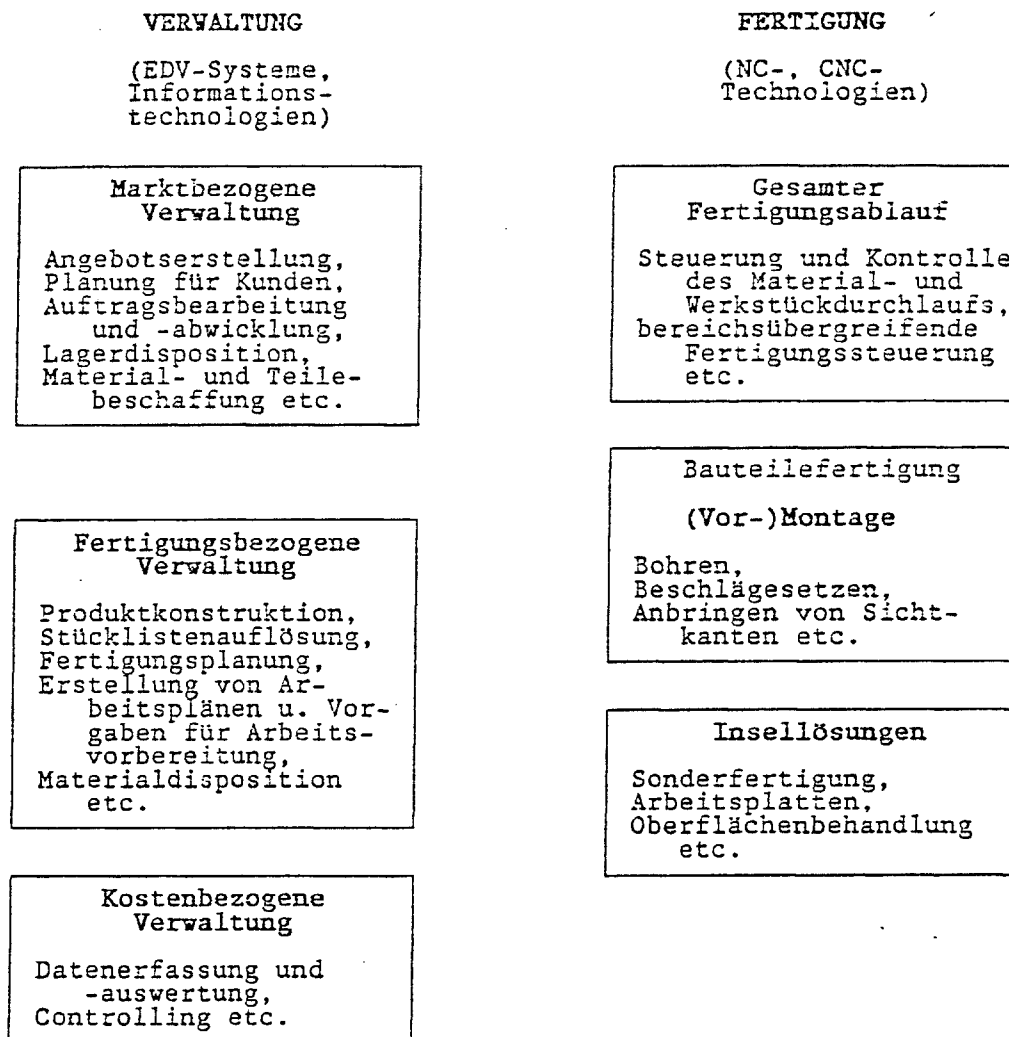 VERWALTUNG
(EDV-Systeme,
Informations-
technologien)
Marktbezogene
Verwaltung
Angebotserstellung,
Planung für Kunden,
Auftragsbearbeitung
und -abwicklung,
Lagerdisposition,
Material- und Teile-
beschaffung etc.
Fertigungsbezogene
Verwaltung
Produktkonstruktion,
Stücklistenauflösung,
Fertigungsplanung,
Erstellung von Ar-
beitsplänen u. Vor-
gaben für Arbeits-
vorbereitung,
Materialdisposition
etc.
Kostenbezogene
Verwaltung
Datenerfassung und
-auswertung,
Controlling etc.
FERTIGUNG
(NC-, CNC-
Technologien)
Gesamter
Fertigungsablauf
Steuerung und Kontrolle
des Material- und
Werkstückdurchlaufs,
bereichsübergreifende
Fertigungssteuerung
etc.
Bauteilefertigung
(Vor-)Montage
Bohren,
Beschlägesetzen,
Anbringen von Sicht-
kanten etc.
Insellösungen
Sonderfertigung,
Arbeitsplatten,
Oberflächenbehandlung
etc.